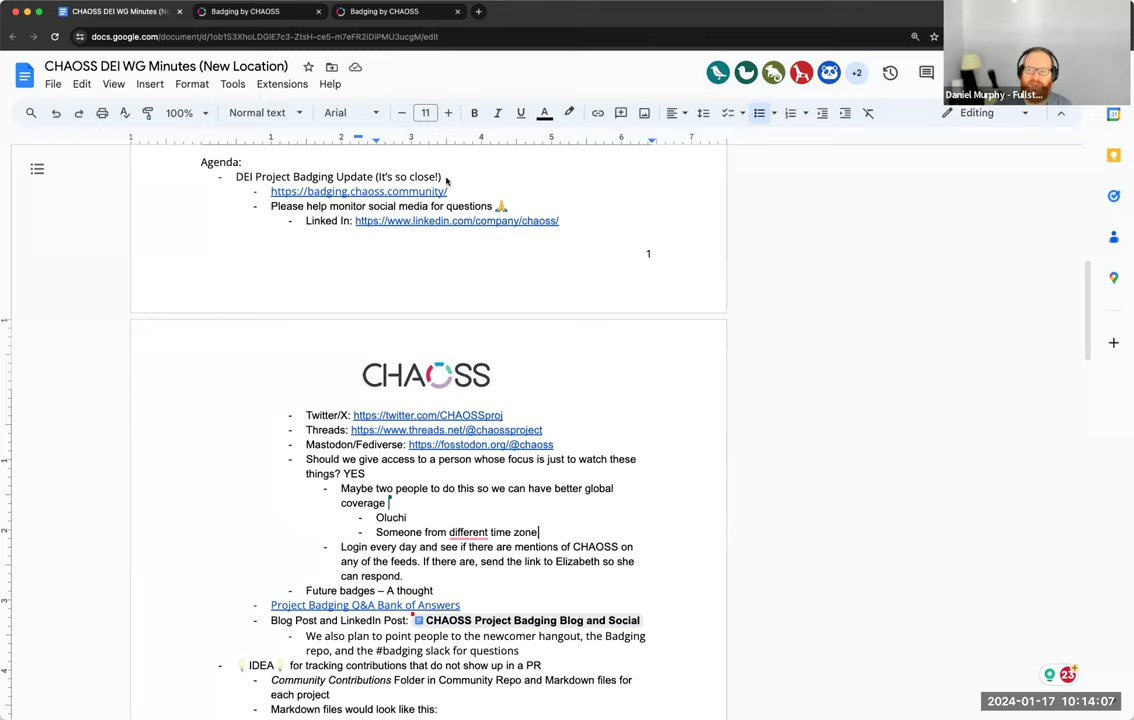 CHAOSS DEI WG Minutes (N
Badging by CHAOSS
Badging by CHAOSS
docs.google.com/document/d/1ob1S3XhoLDGIE7c3-ZtsH-ce5-m7eFR2iDiPMU3ucgM/edit
CHAOSS DEI WG Minutes (New Location)
File Edit View Insert Format Tools Extensions Help
+2
Daniel Murphy - Fullst...
100% Normal text Arial 11 B I U A Editing
1 1 2 3 4 5 6 7
Agenda:
- DEI Project Badging Update (It's so close!)
- https://badging.chaoss.community/
- Please help monitor social media for questions 🙏
- Linked In: https://www.linkedin.com/company/chaoss/
1
CHAOSS
- Twitter/X: https://twitter.com/CHAOSSproj
- Threads: https://www.threads.net/@chaossproject
- Mastodon/Fediverse: https://fosstodon.org/@chaoss
- Should we give access to a person whose focus is just to watch these
things? YES
- Maybe two people to do this so we can have better global
coverage
- Oluchi
- Someone from different time zone
- Login every day and see if there are mentions of CHAOSS on
any of the feeds. If there are, send the link to Elizabeth so she
can respond.
- Future badges – A thought
- Project Badging Q&A Bank of Answers
- Blog Post and LinkedIn Post: CHAOSS Project Badging Blog and Social
- We also plan to point people to the newcomer hangout, the Badging
repo, and the #badging slack for questions
- 💡IDEA💡 for tracking contributions that do not show up in a PR
- Community Contributions Folder in Community Repo and Markdown files for
each project
- Markdown files would look like this:
23
2024-01-17 10:14:07